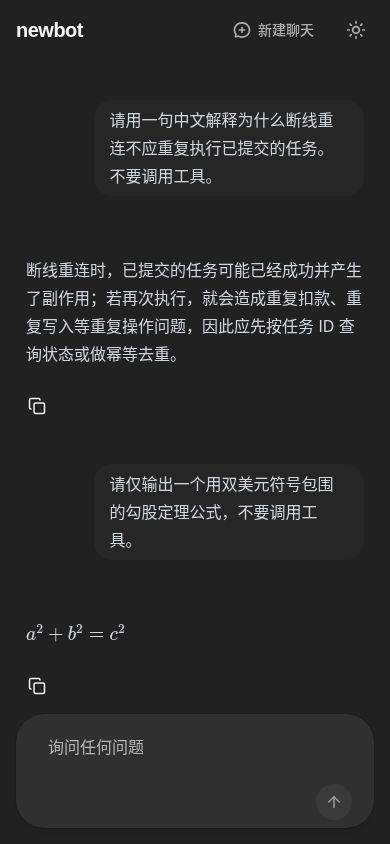 newbot
新建聊天
请用一句中文解释为什么断线重
连不应重复执行已提交的任务。
不要调用工具。
断线重连时，已提交的任务可能已经成功并产生
了副作用；若再次执行，就会造成重复扣款、重
复写入等重复操作问题，因此应先按任务 ID 查
询状态或做幂等去重。
请仅输出一个用双美元符号包围
的勾股定理公式，不要调用工
具。
a² + b² = c²
询问任何问题